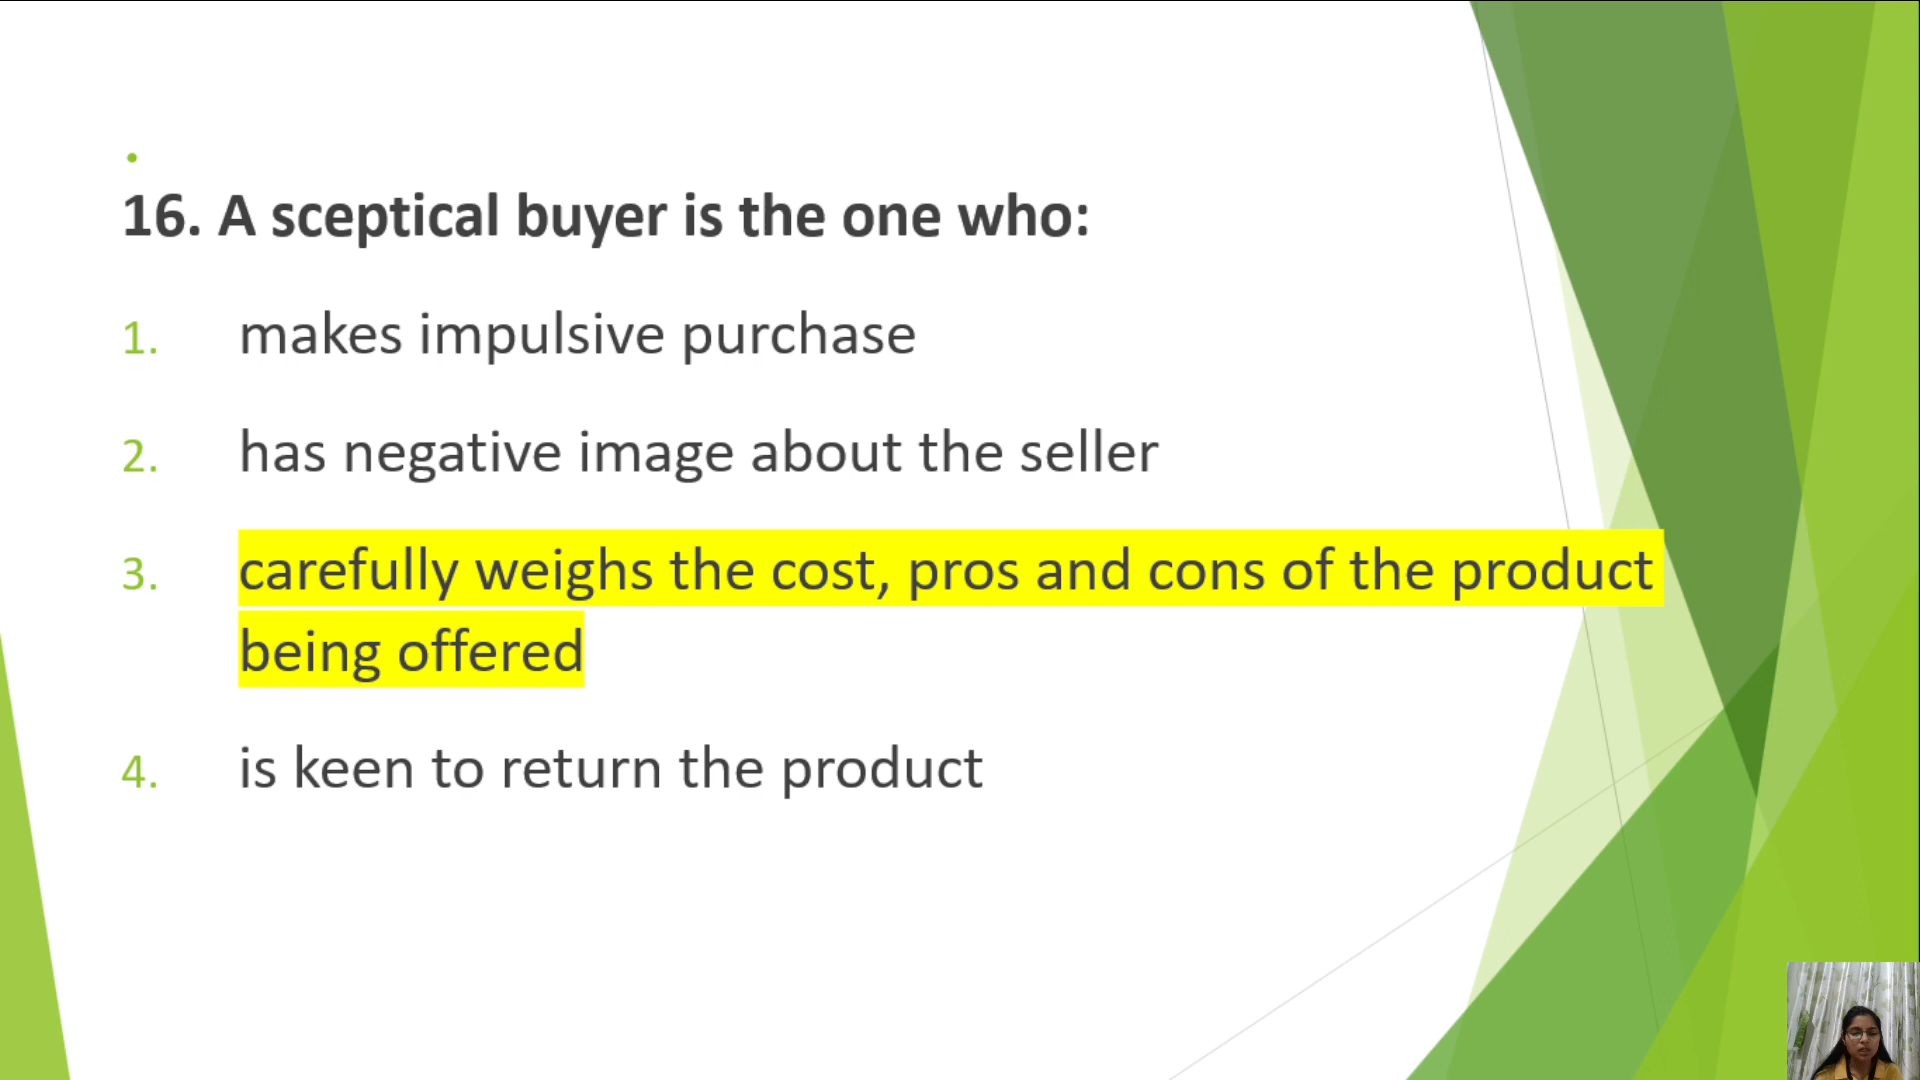 16. A sceptical buyer is the one who:
1. makes impulsive purchase
2. has negative image about the seller
3. carefully weighs the cost, pros and cons of the product
being offered
4. is keen to return the product